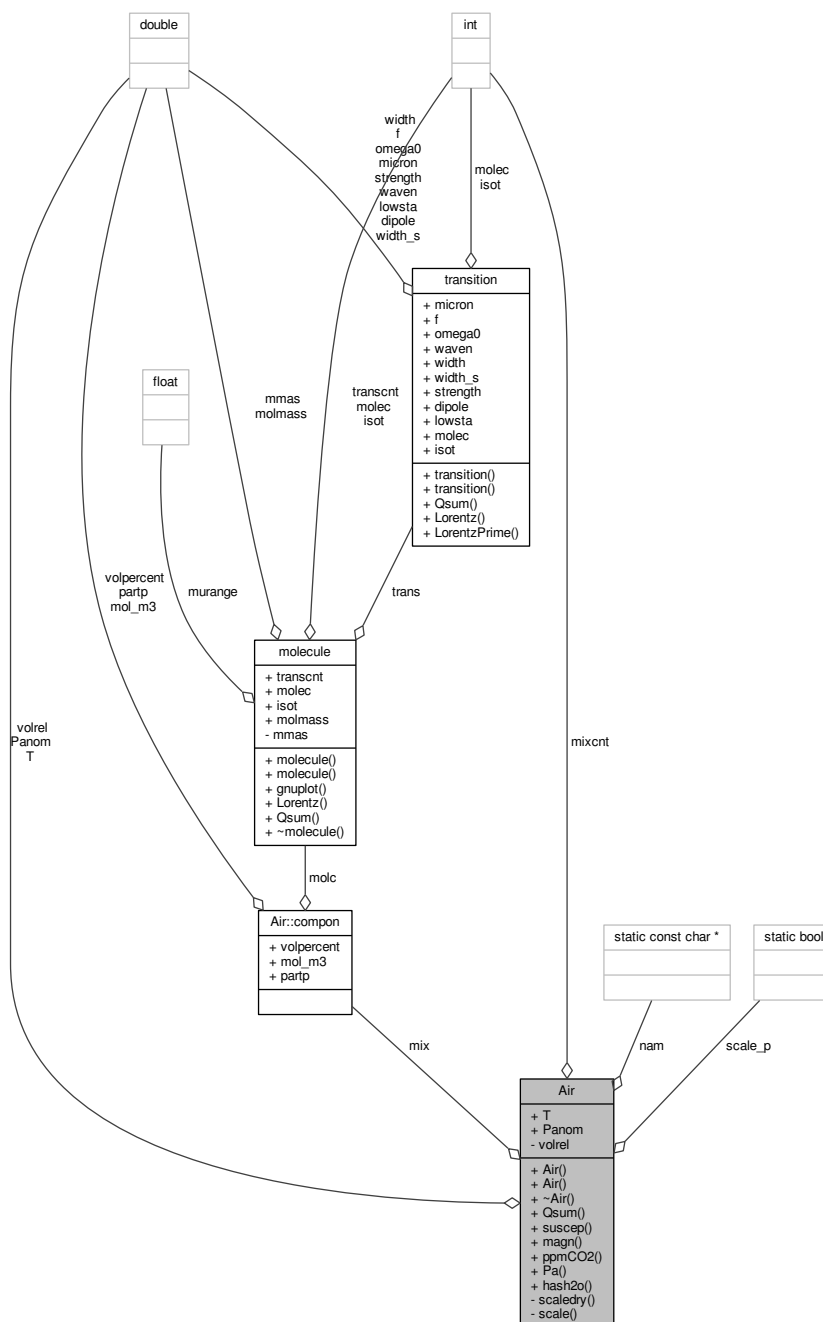 double
int
width
f
omega0
micron
strength
waven
lowsta
dipole
width_s
molec
isot
transition
+ micron
+ f
+ omega0
+ waven
+ width
+ width_s
+ strength
+ dipole
+ lowsta
+ molec
+ isot
+ transition()
+ transition()
+ Qsum()
+ Lorentz()
+ LorentzPrime()
float
mmas
molmass
transcnt
molec
isot
volpercent
partp
mol_m3
murange
trans
molecule
+ transcnt
+ molec
+ isot
+ molmass
- mmas
+ molecule()
+ molecule()
+ gnuplot()
+ Lorentz()
+ Qsum()
+ ~molecule()
volrel
Panom
T
mixcnt
molc
Air::compon
+ volpercent
+ mol_m3
+ partp
static const char *
static bool
mix
nam
scale_p
Air
+ T
+ Panom
- volrel
+ Air()
+ Air()
+ ~Air()
+ Qsum()
+ suscep()
+ magn()
+ ppmCO2()
+ Pa()
+ hash2o()
- scaledry()
- scale()